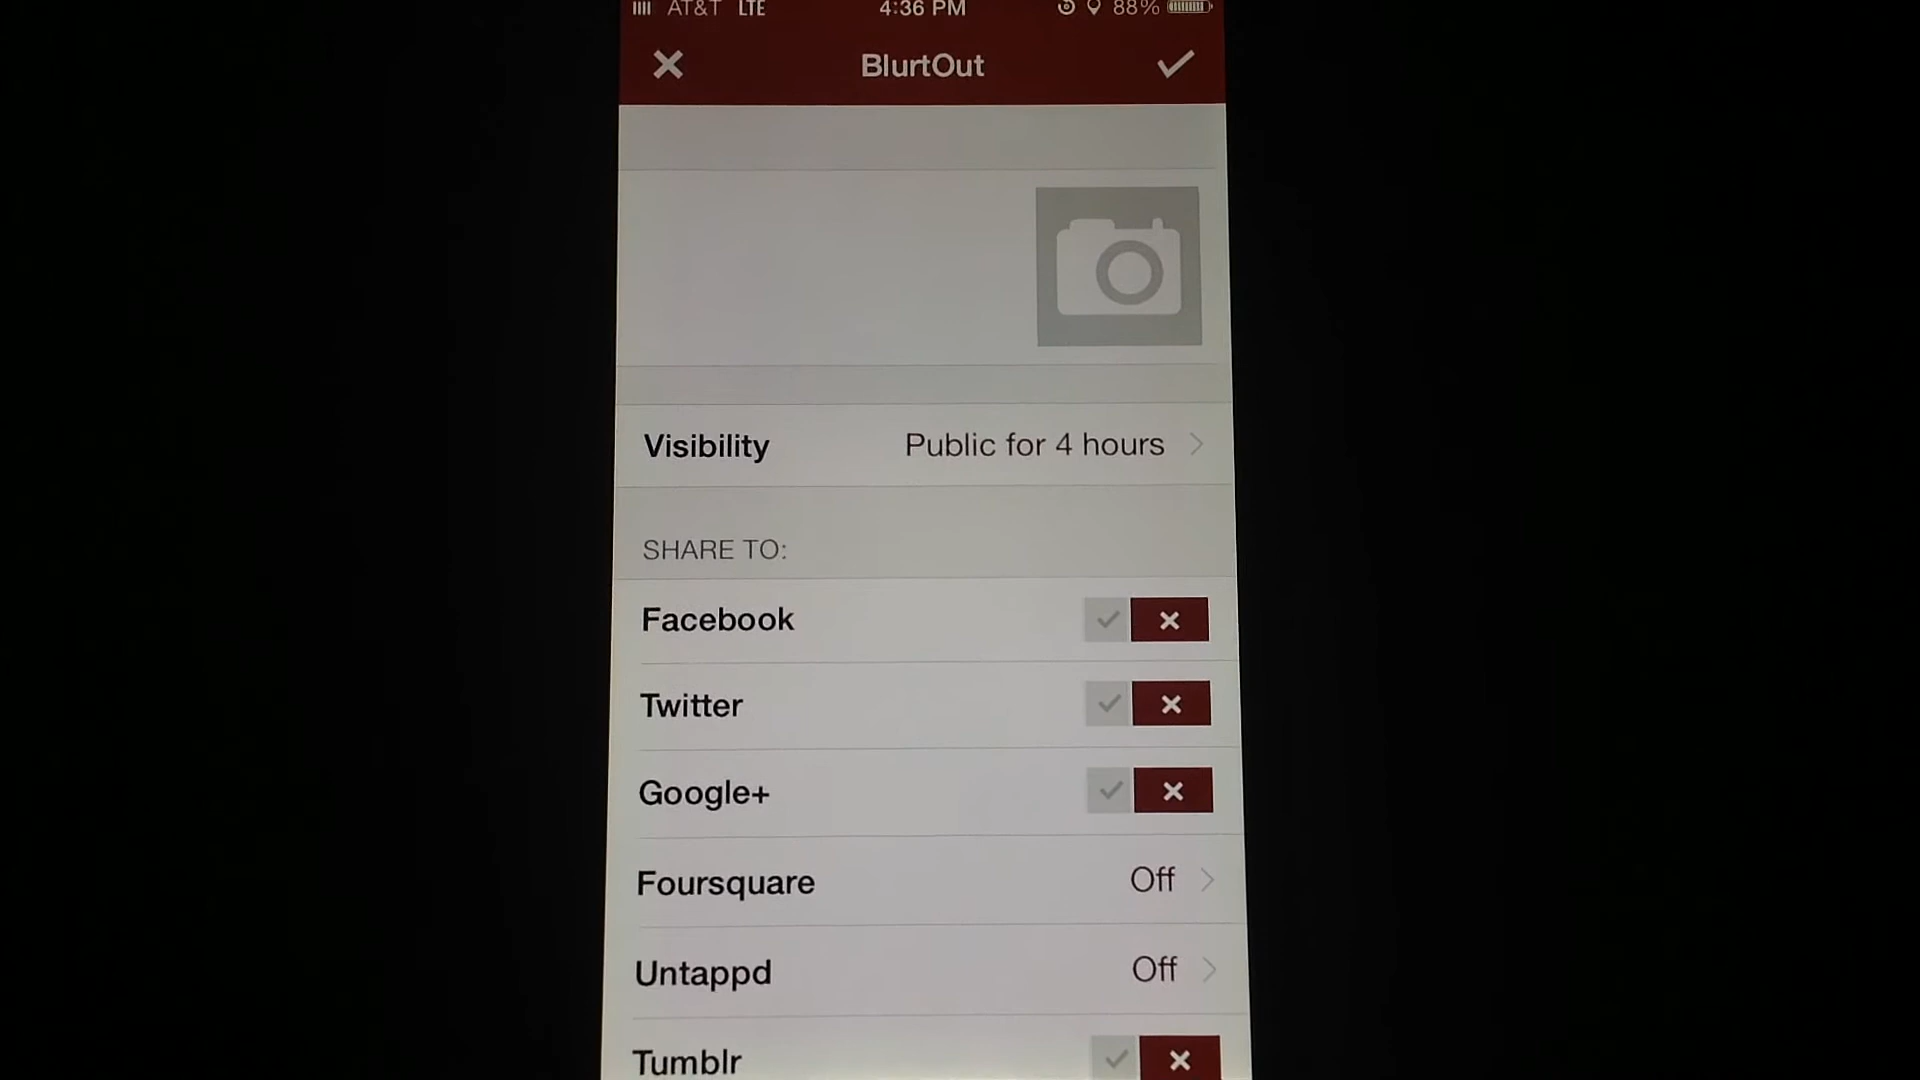 AT&T LTE 4:36 PM 88%
BlurtOut
Visibility Public for 4 hours
SHARE TO:
Facebook
Twitter
Google+
Foursquare Off
Untappd Off
Tumblr